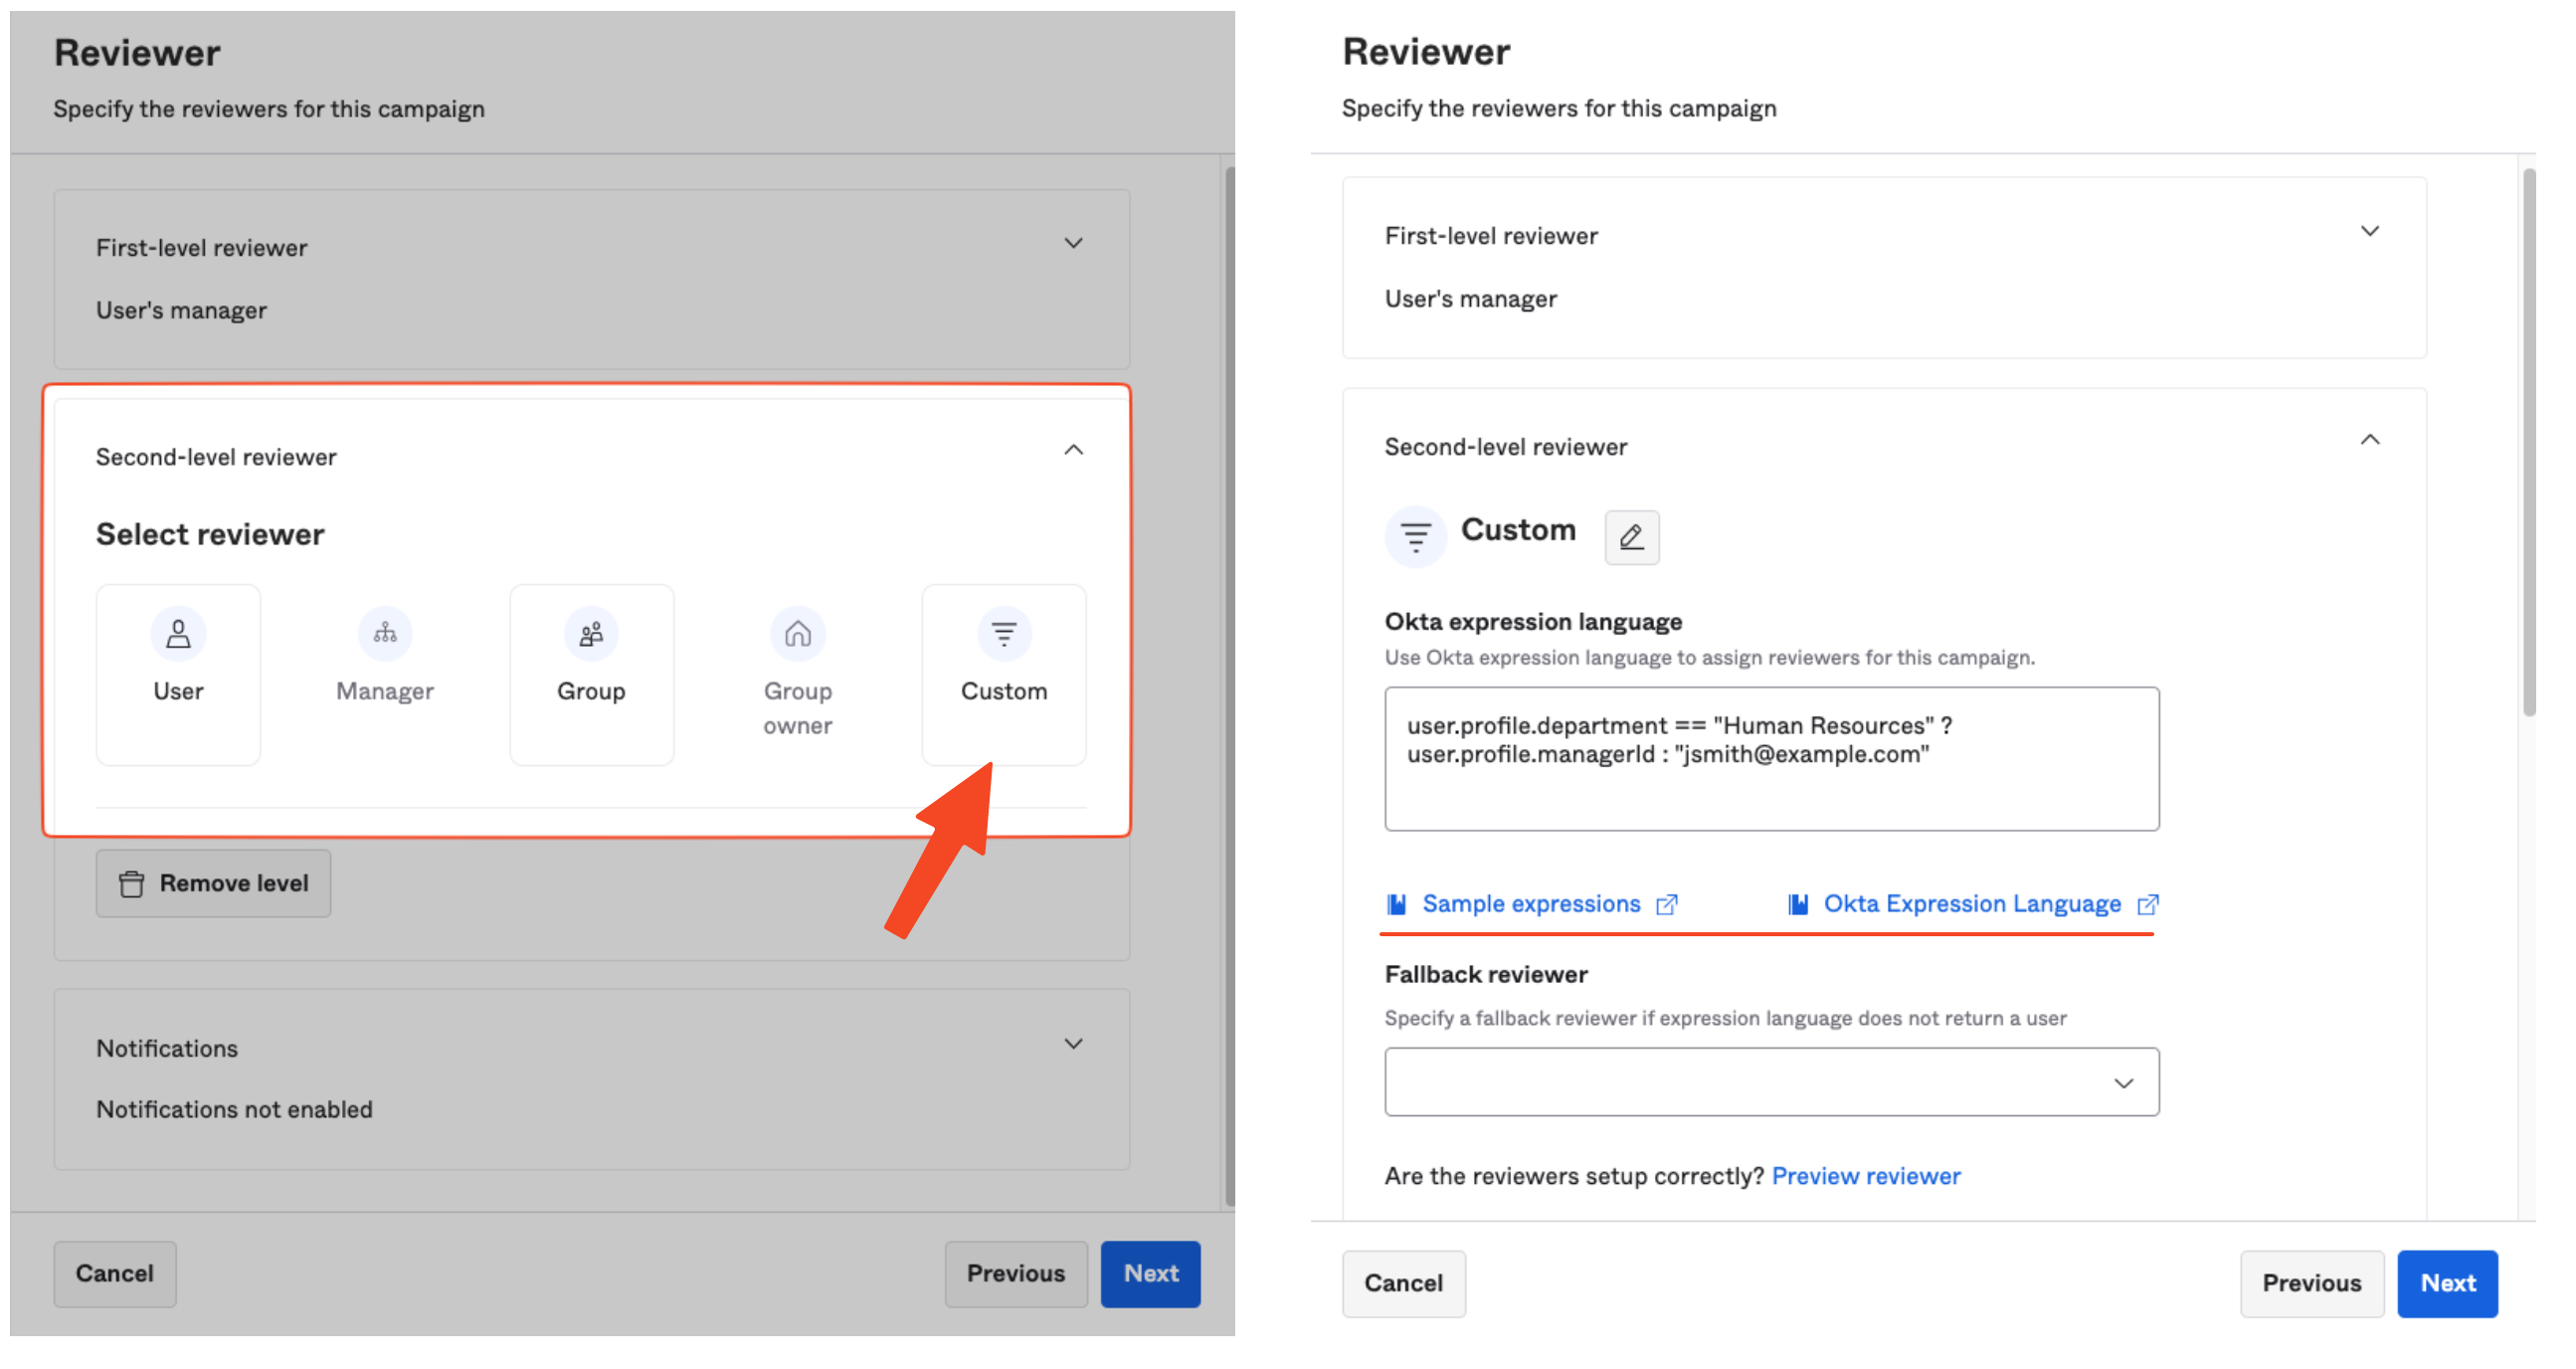 Reviewer
Specify the reviewers for this campaign
First-level reviewer
User's manager
Second-level reviewer
Select reviewer
User
Manager
Group
Group
owner
Custom
Remove level
Notifications
Notifications not enabled
Cancel
Previous
Next
Reviewer
Specify the reviewers for this campaign
First-level reviewer
User's manager
Second-level reviewer
Custom
Okta expression language
Use Okta expression language to assign reviewers for this campaign.
user.profile.department == "Human Resources" ?
user.profile.managerId : "jsmith@example.com"
Sample expressions
Okta Expression Language
Fallback reviewer
Specify a fallback reviewer if expression language does not return a user
Are the reviewers setup correctly? Preview reviewer
Cancel
Previous
Next